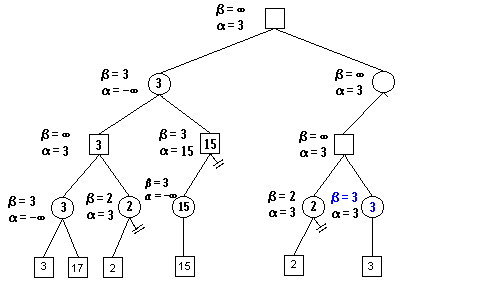 β = ∞
α = 3
β = 3
α = −∞
3
β = ∞
α = 3
β = ∞
α = 3
3
β = 3
α = 15
15
β = ∞
α = 3
β = 3
α = −∞
3
β = 2
α = 3
2
β = 3
α = −∞
15
β = 2
α = 3
2
β = 3
α = 3
3
3
17
2
15
2
3